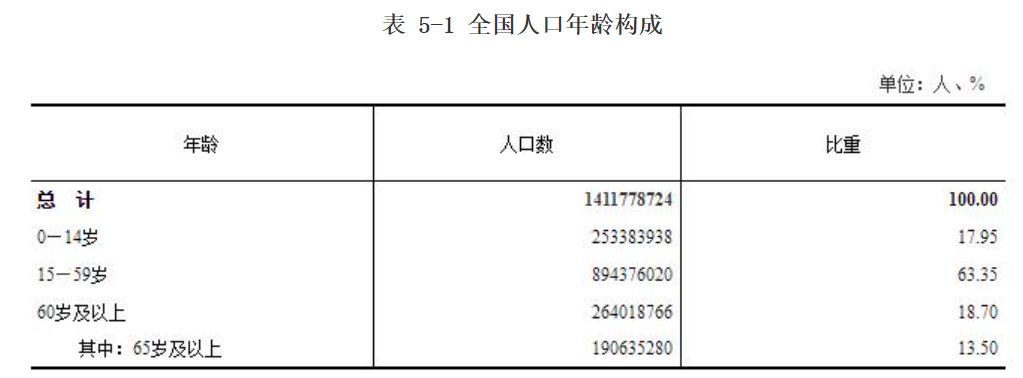 表 5-1 全国人口年龄构成
单位：人、%
年龄 人口数 比重
总 计 1411778724 100.00
0－14岁 253383938 17.95
15－59岁 894376020 63.35
60岁及以上 264018766 18.70
其中：65岁及以上 190635280 13.50